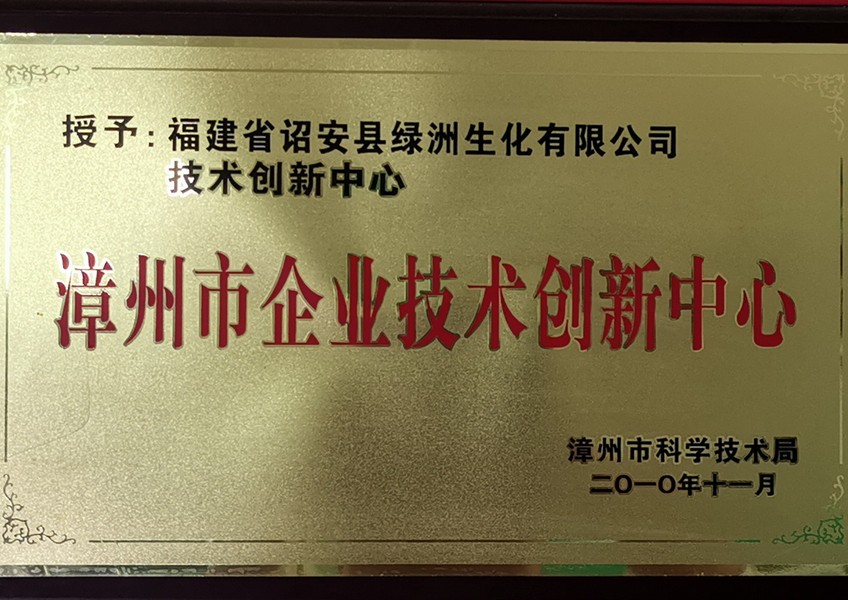 授予：福建省诏安县绿洲生化有限公司
技术创新中心
漳州市企业技术创新中心
漳州市科学技术局
二〇一〇年十一月